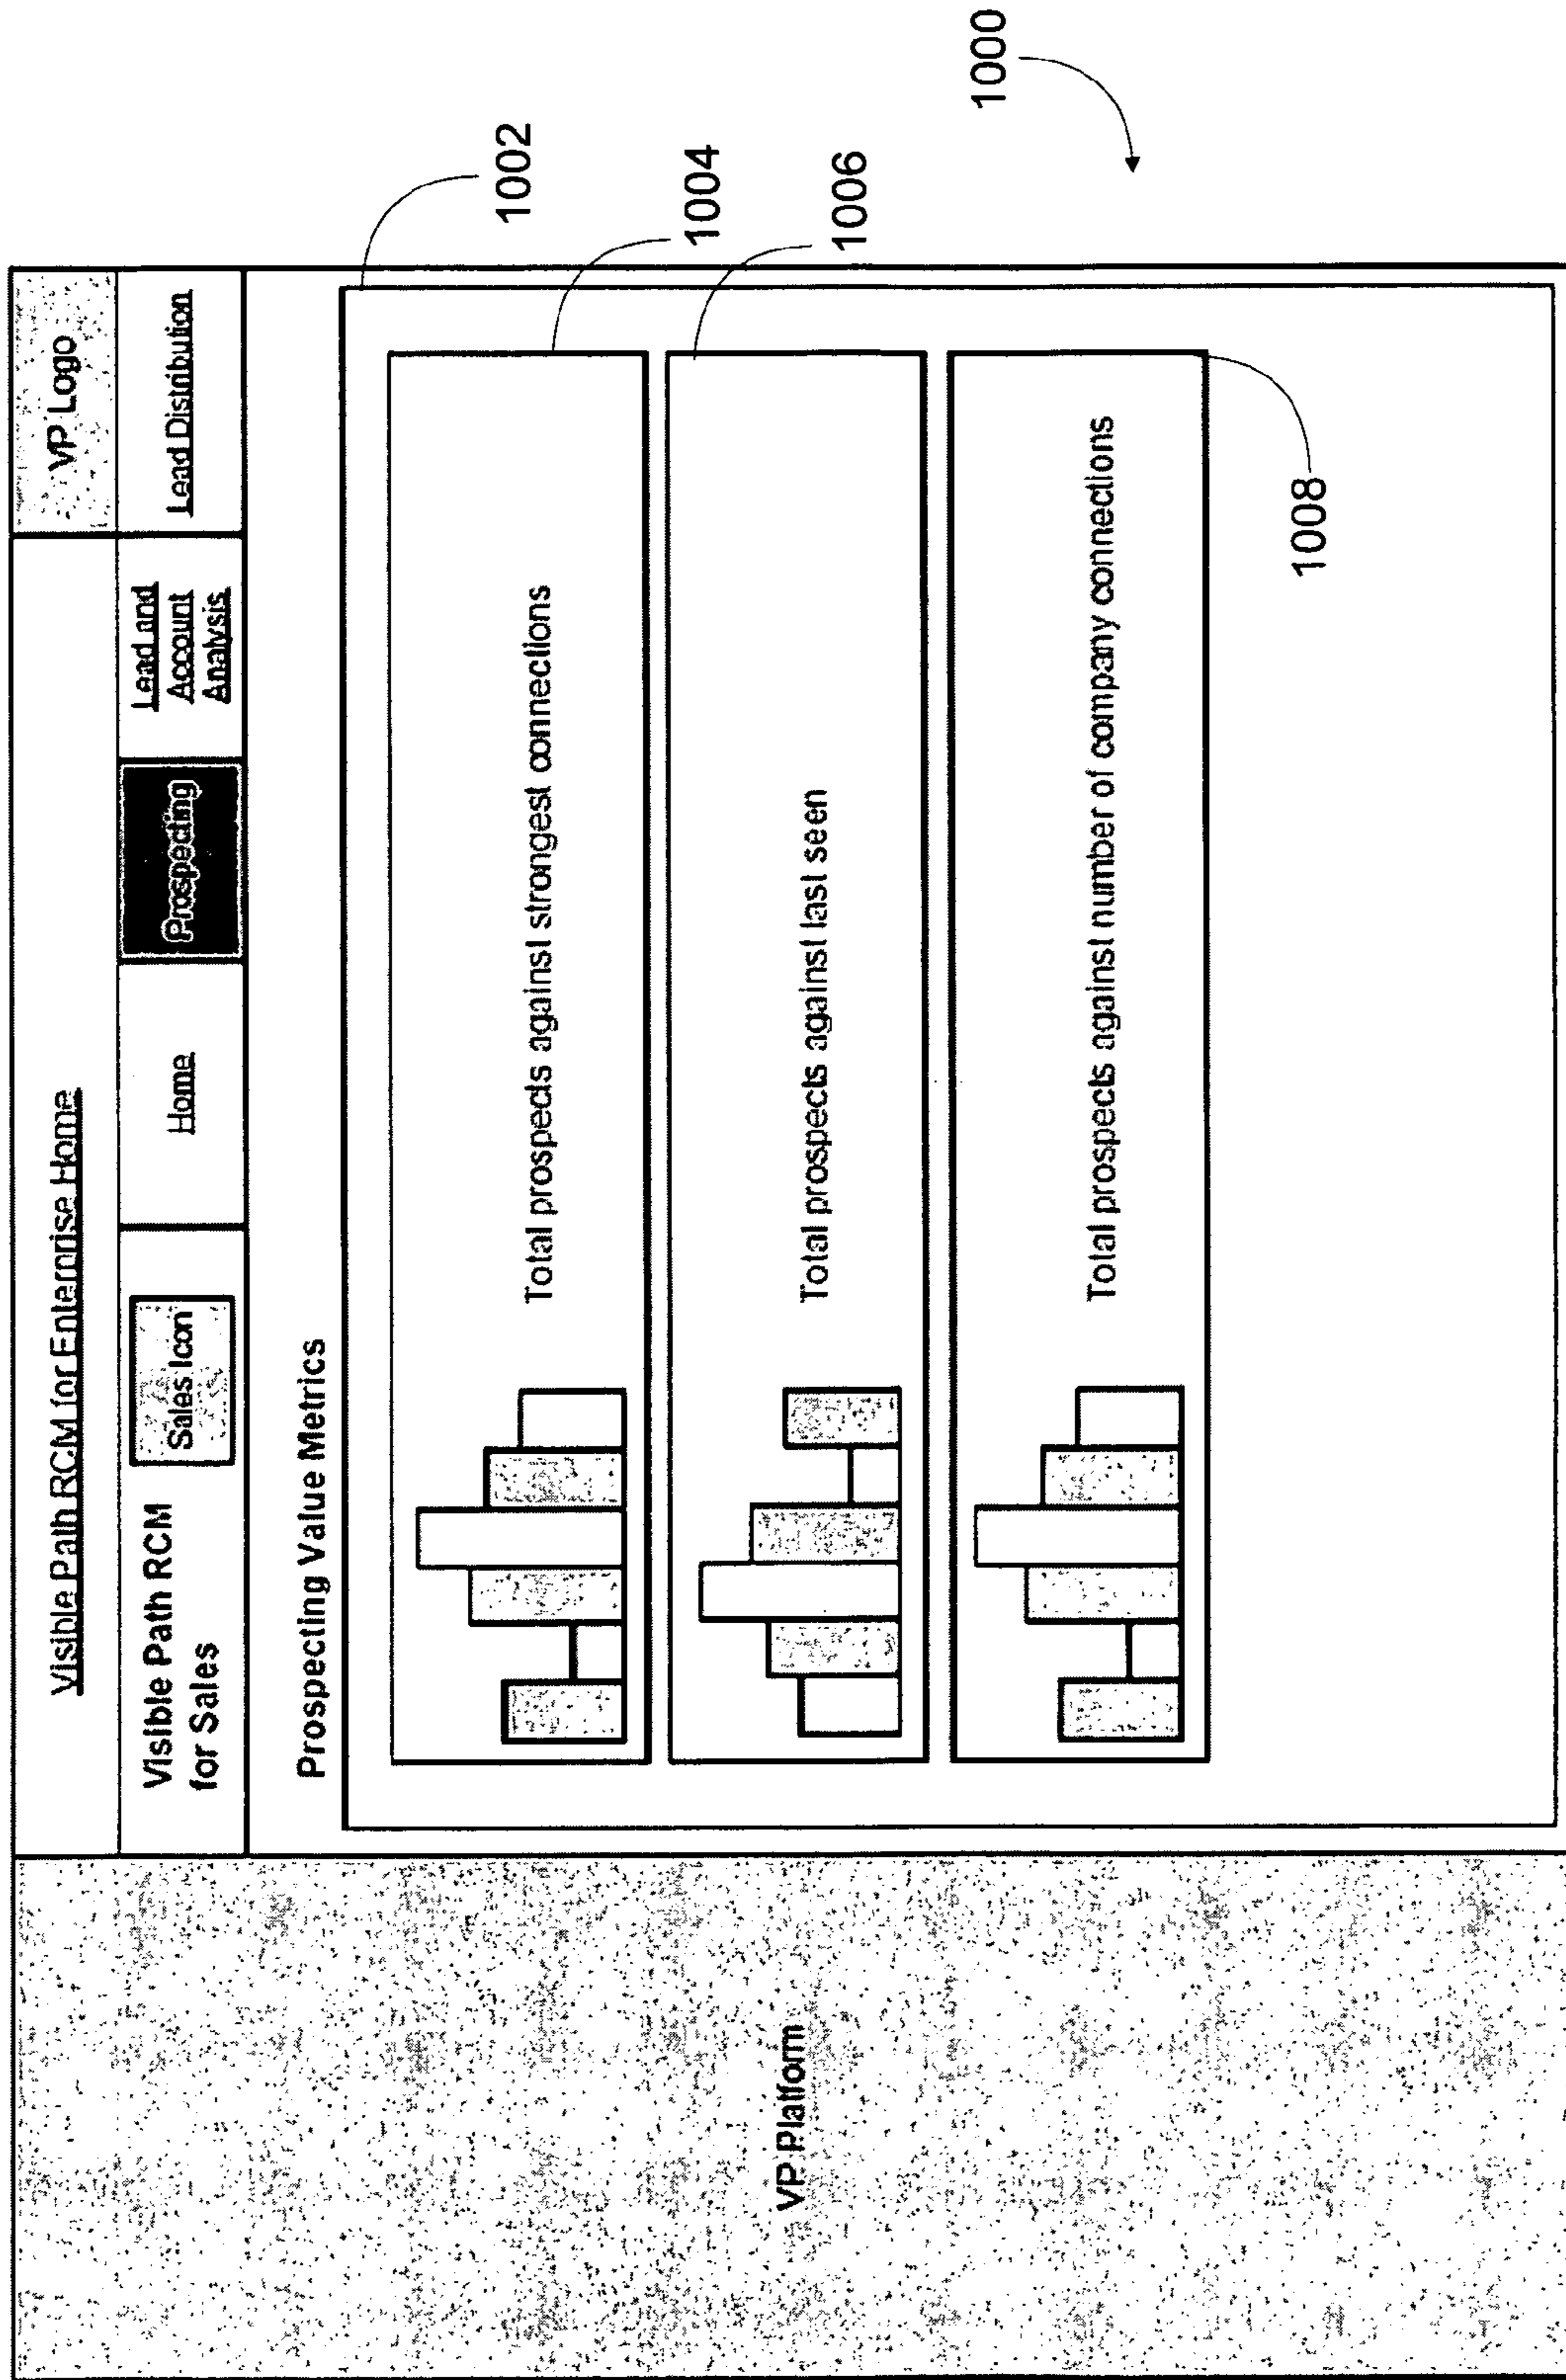 Visible Path RCM for Enterprise Home
VP Logo
Visible Path RCM
for Sales
Sales Icon
Home
Prospecting
Lead and
Account
Analysis
Lead Distribution
VP Platform
Prospecting Value Metrics
Total prospects against strongest connections
Total prospects against last seen
Total prospects against number of company connections
1002
1004
1006
1008
1000